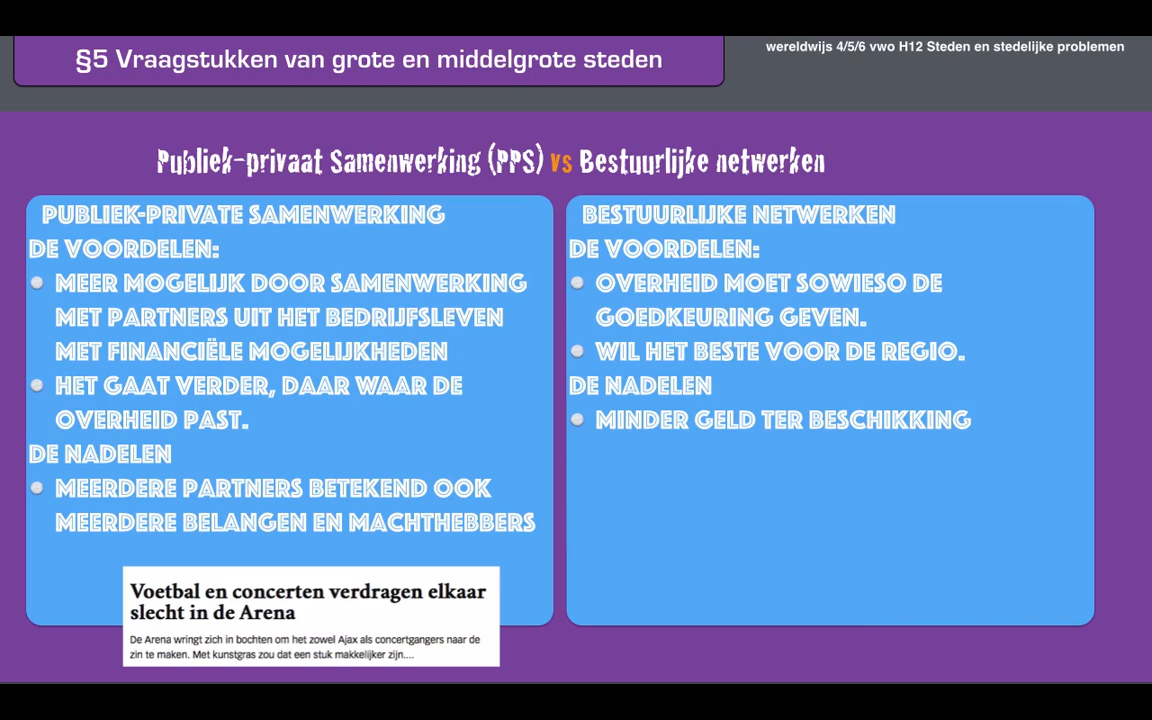 §5 Vraagstukken van grote en middelgrote steden
wereldwijs 4/5/6 vwo H12 Steden en stedelijke problemen
Publiek-privaat Samenwerking (PPS) vs Bestuurlijke netwerken
PUBLIEK-PRIVATE SAMENWERKING
DE VOORDELEN:
MEER MOGELIJK DOOR SAMENWERKING
MET PARTNERS UIT HET BEDRIJFSLEVEN
MET FINANCIËLE MOGELIJKHEDEN
HET GAAT VERDER, DAAR WAAR DE
OVERHEID PAST.
DE NADELEN
MEERDERE PARTNERS BETEKEND OOK
MEERDERE BELANGEN EN MACHTHEBBERS
Voetbal en concerten verdragen elkaar
slecht in de Arena
De Arena wringt zich in bochten om het zowel Ajax als concertgangers naar de
zin te maken. Met kunstgras zou dat een stuk makkelijker zijn....
BESTUURLIJKE NETWERKEN
DE VOORDELEN:
OVERHEID MOET SOWIESO DE
GOEDKEURING GEVEN.
WIL HET BESTE VOOR DE REGIO.
DE NADELEN
MINDER GELD TER BESCHIKKING